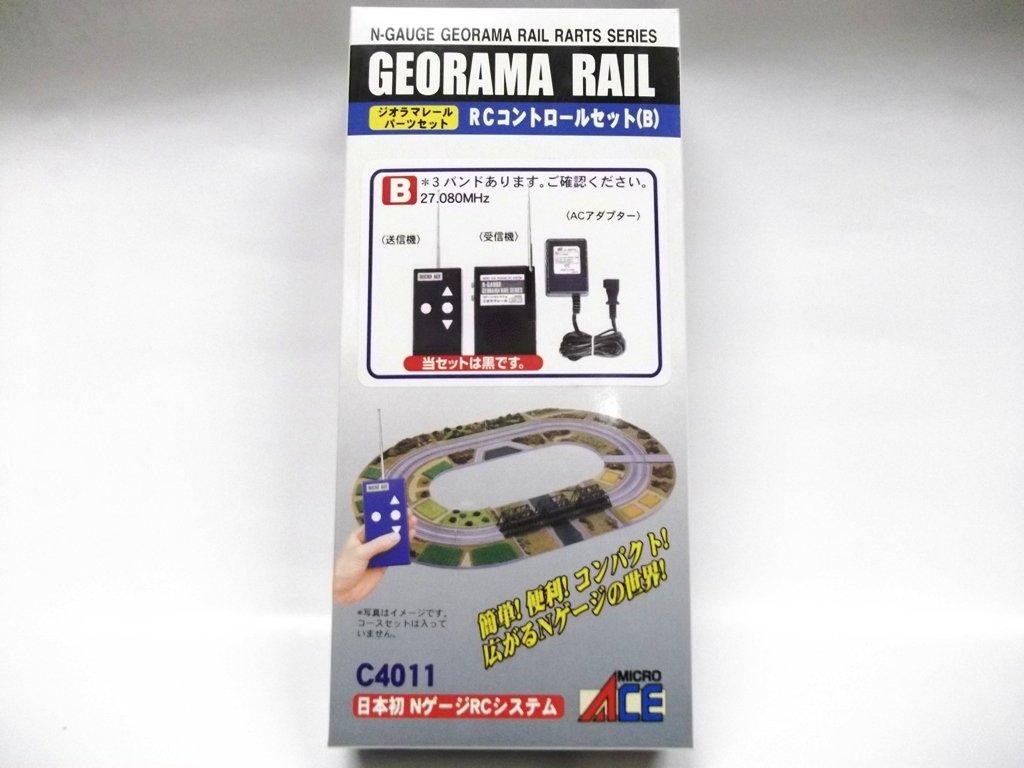 N-GAUGE GEORAMA RAIL RARTS SERIES
GEORAMA RAIL
ジオラマレール
パーツセット
RCコントロールセット(B)
B
*3バンドあります。ご確認ください。
27.080MHz
〈ACアダプター〉
〈送信機〉
〈受信機〉
MICRO ACE
N-GAUGE
GEORAMA RAIL SERIES
ジオラマレール
当セットは黒です。
MICRO ACE
簡単!便利!コンパクト!
広がるNゲージの世界!
*写真はイメージです。
コースセットは入って
いません。
C4011
日本初 NゲージRCシステム
MICRO
ACE